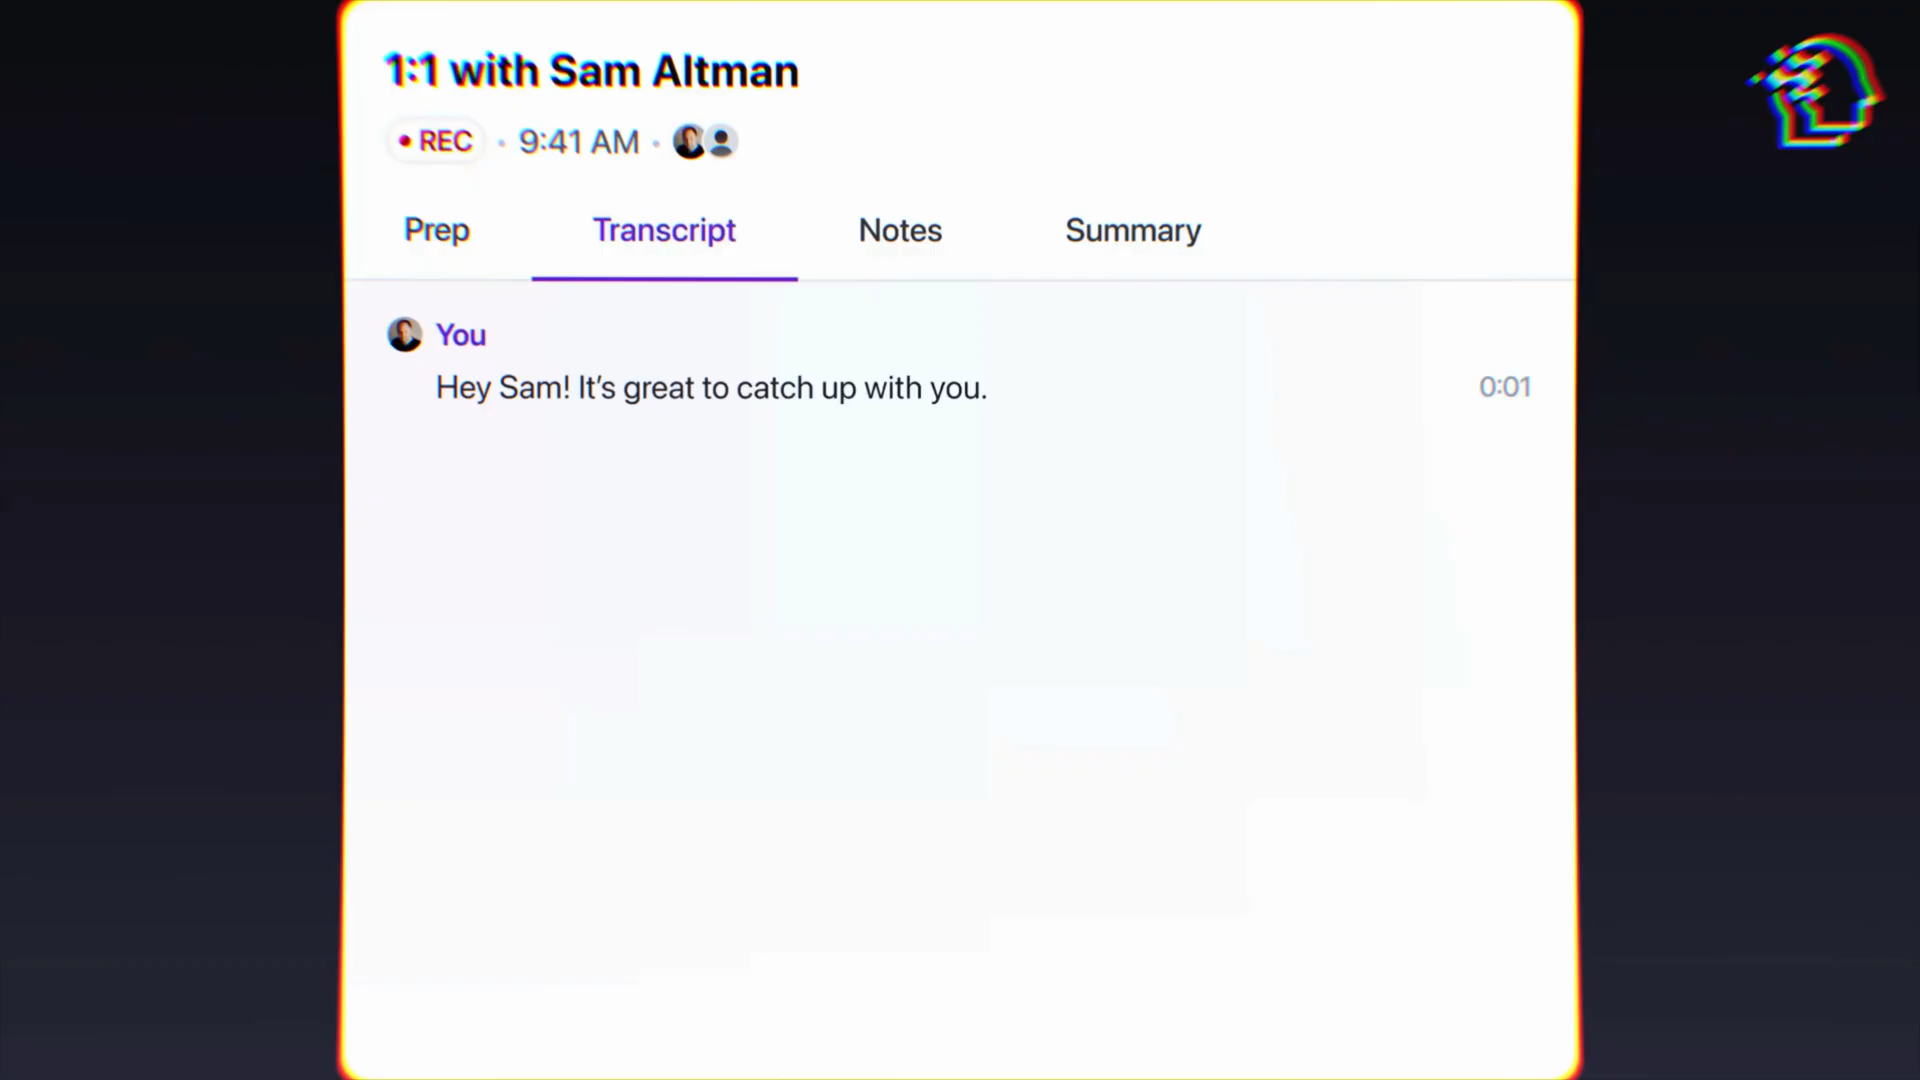 1:1 with Sam Altman
• REC · 9:41 AM ·
Prep Transcript Notes Summary
You
Hey Sam! It’s great to catch up with you. 0:01